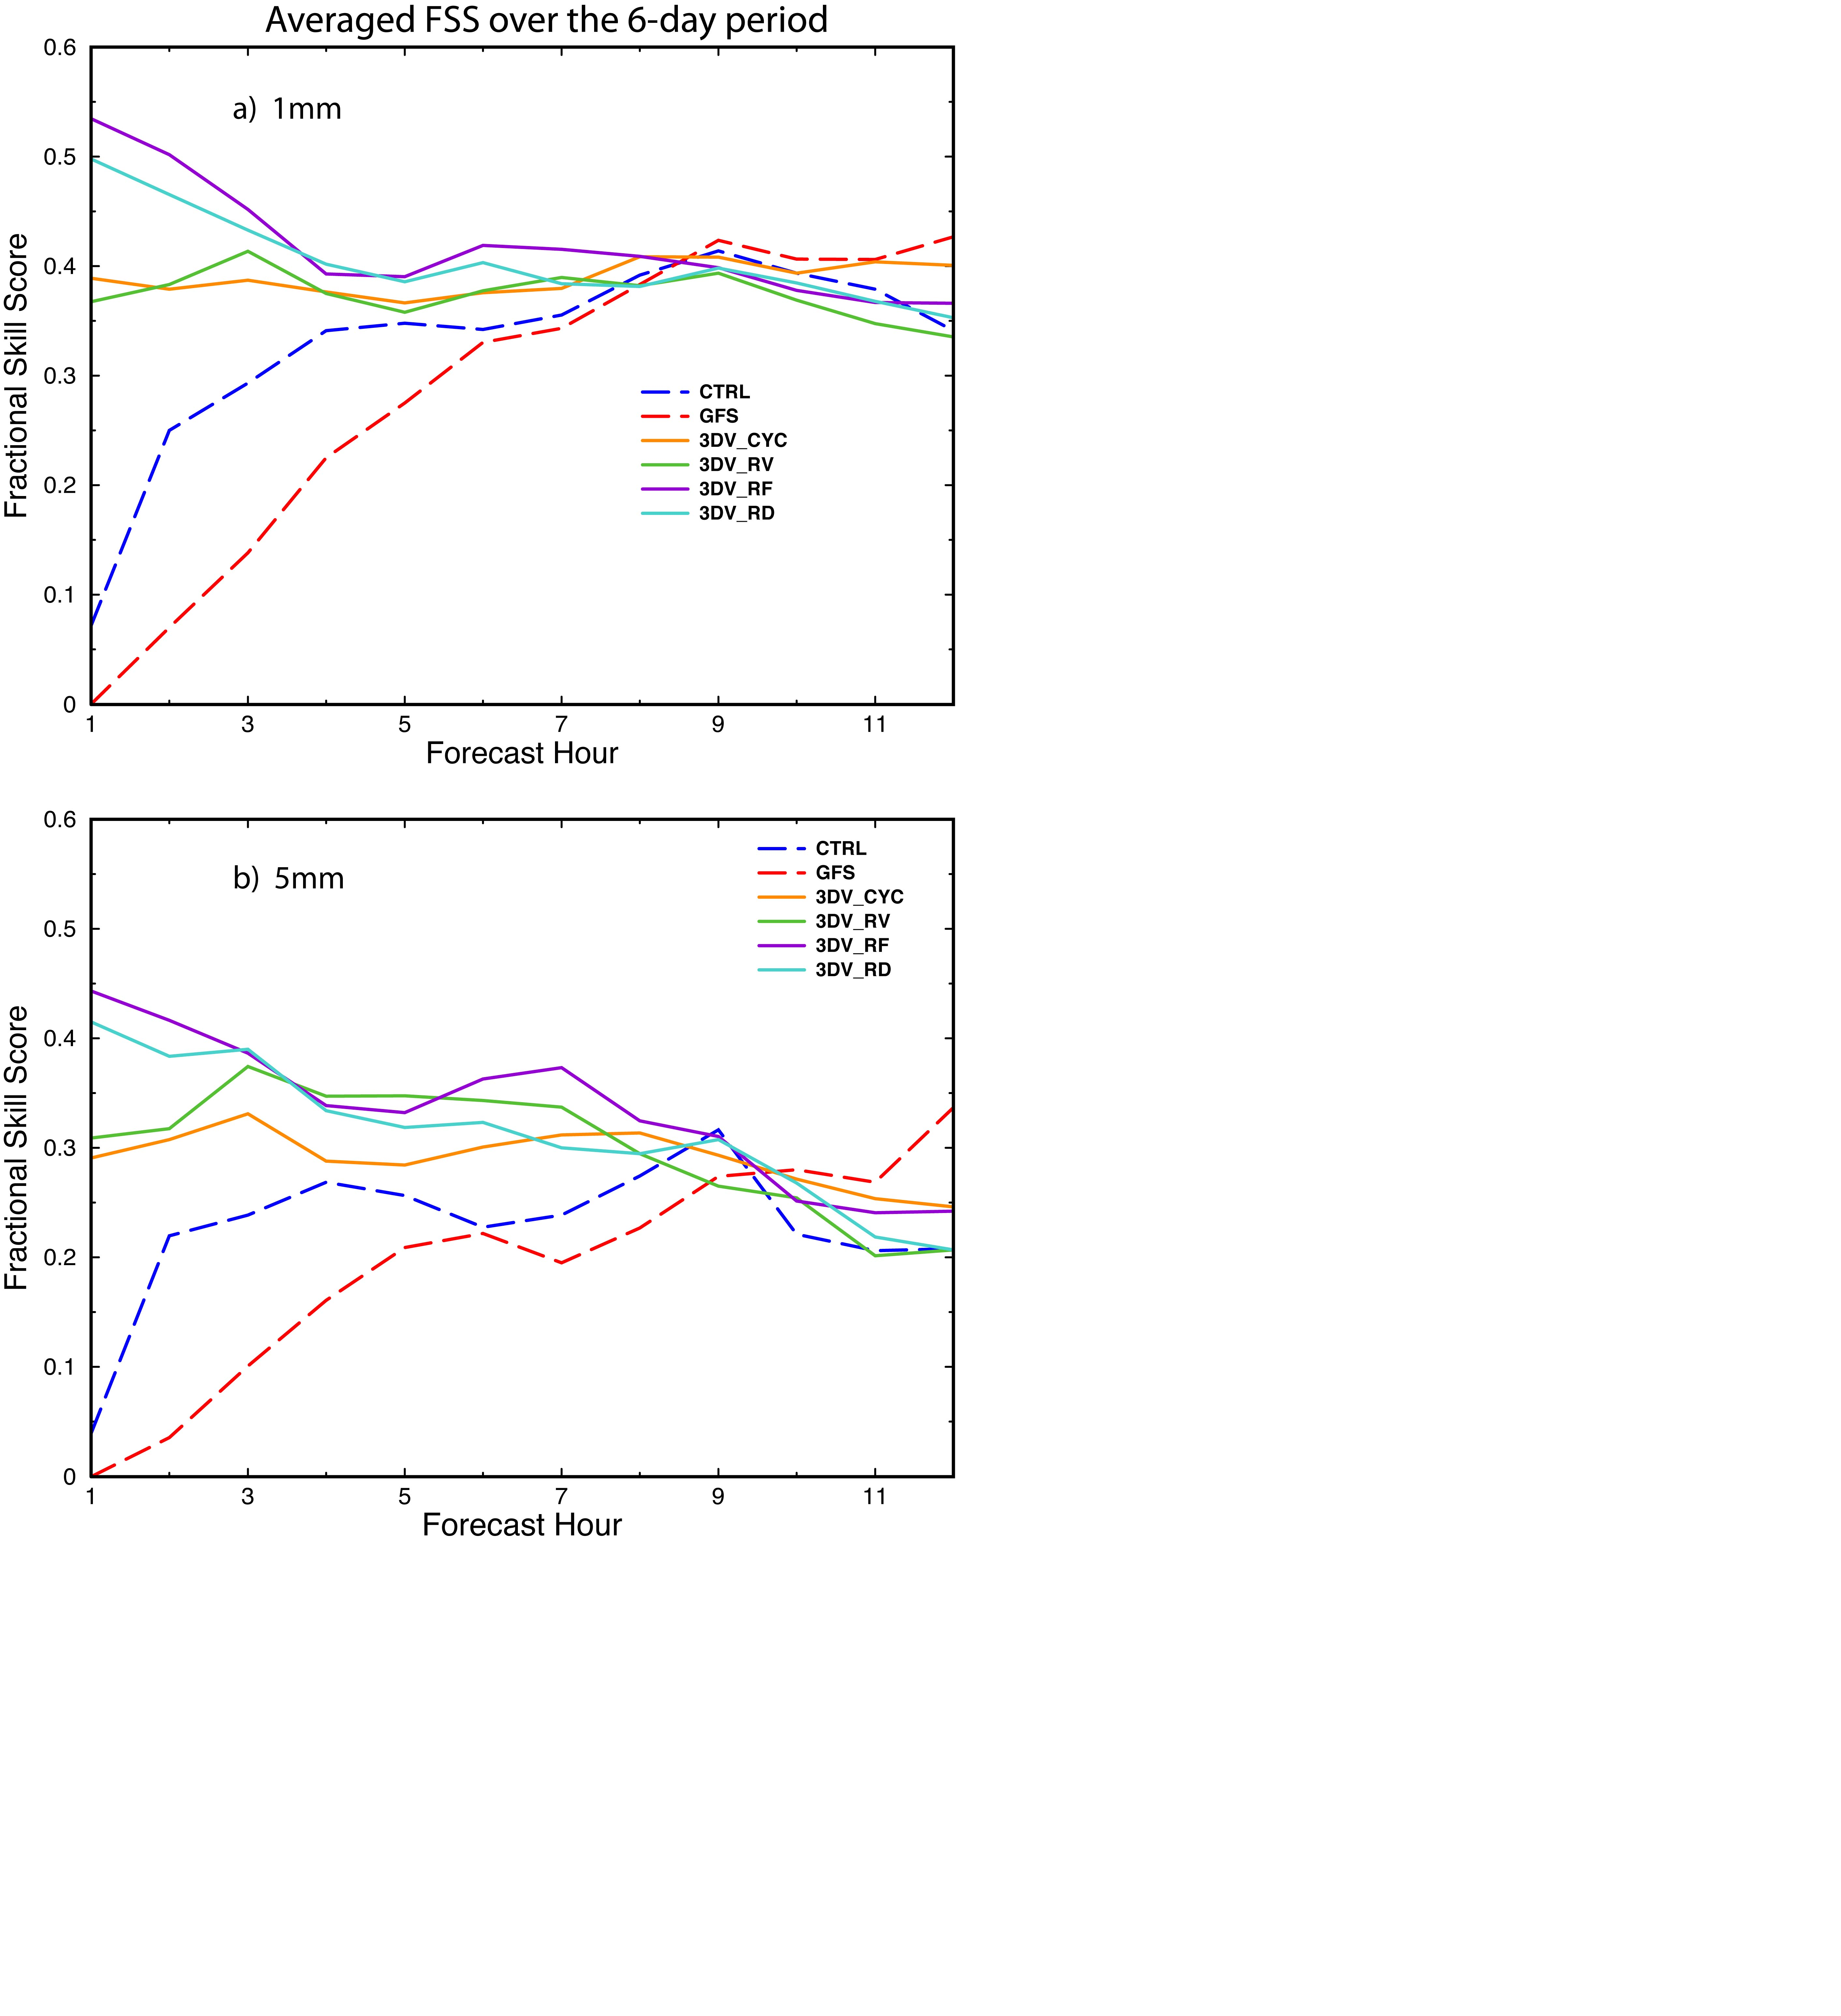 Averaged FSS over the 6-day period
0.6
a) 1mm
0.5
0.4
0.3
0.2
0.1
0
Fractional Skill Score
CTRL
GFS
3DV_CYC
3DV_RV
3DV_RF
3DV_RD
1 3 5 7 9 11
Forecast Hour
0.6
b) 5mm
0.5
0.4
0.3
0.2
0.1
0
Fractional Skill Score
CTRL
GFS
3DV_CYC
3DV_RV
3DV_RF
3DV_RD
1 3 5 7 9 11
Forecast Hour